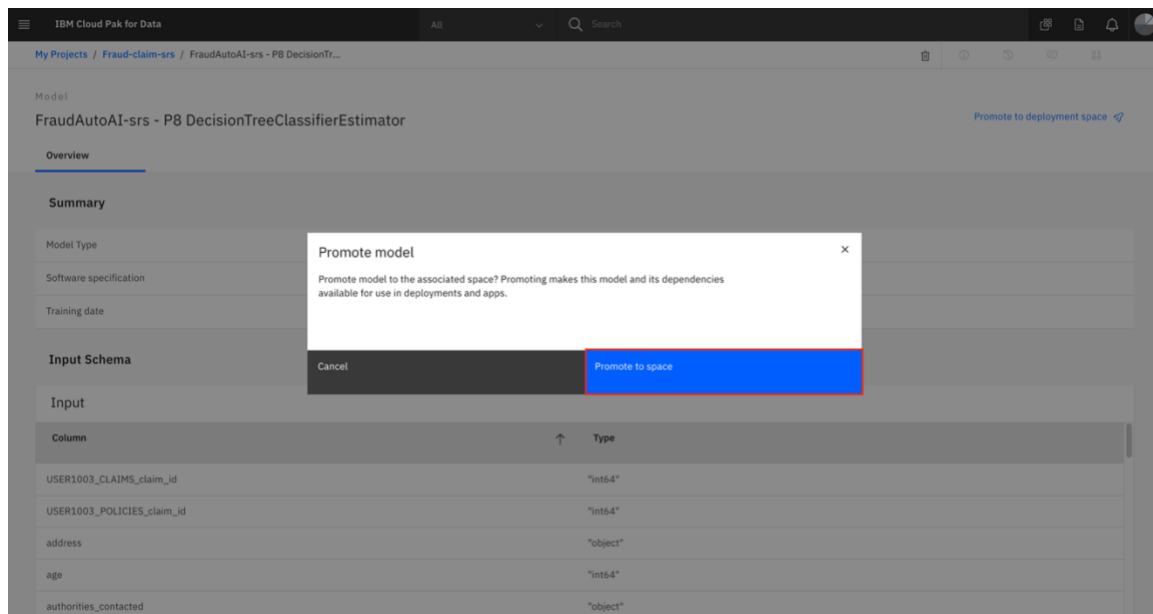 IBM Cloud Pak for Data
All
Search
My Projects / Fraud-claim-srs / FraudAutoAI-srs - P8 DecisionTr...
Model
FraudAutoAI-srs - P8 DecisionTreeClassifierEstimator
Promote to deployment space
Overview
Summary
Model Type
Software specification
Training date
Promote model
Promote model to the associated space? Promoting makes this model and its dependencies
available for use in deployments and apps.
Cancel
Promote to space
Input Schema
Input
Column
Type
USER1003_CLAIMS_claim_id
"int64"
USER1003_POLICIES_claim_id
"int64"
address
"object"
age
"int64"
authorities_contacted
"object"